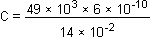 C = 49 × 10³ × 6 × 10⁻¹⁰
14 × 10⁻²